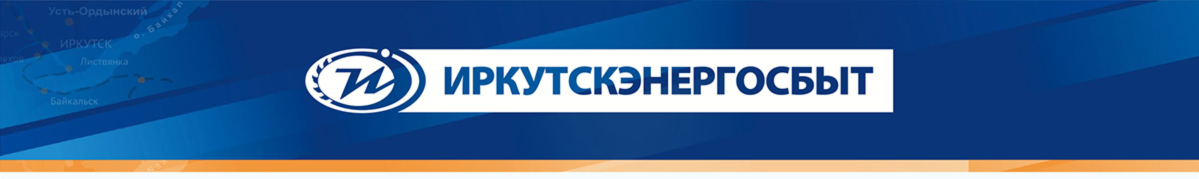 Усть-Ордынский
о. Байкал
ИРКУТСК
Листвянка
Байкальск
ИРКУТСКЭНЕРГОСБЫТ